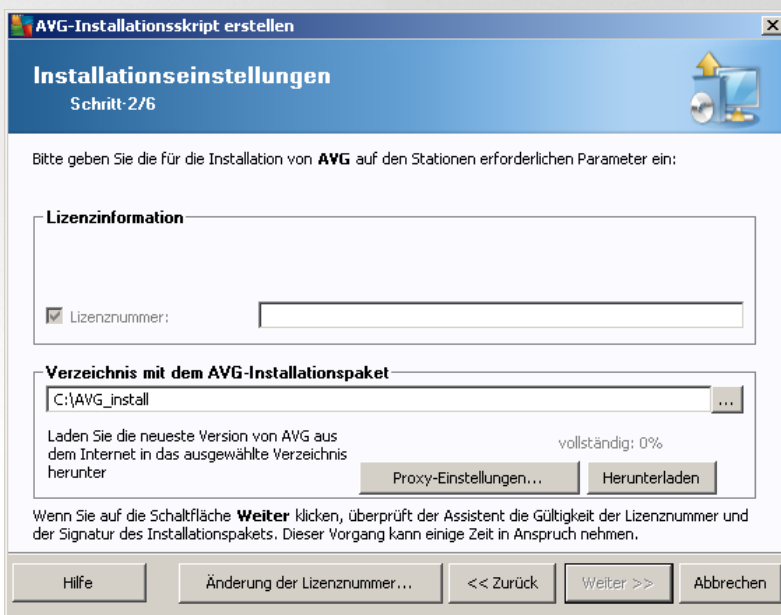 AVG-Installationsskript erstellen
Installationseinstellungen
Schritt-2/6
Bitte geben Sie die für die Installation von AVG auf den Stationen erforderlichen Parameter ein:
Lizenzinformation
Lizenznummer:
Verzeichnis mit dem AVG-Installationspaket
C:\AVG_install
...
Laden Sie die neueste Version von AVG aus
dem Internet in das ausgewählte Verzeichnis
herunter
vollständig: 0%
Proxy-Einstellungen...
Herunterladen
Wenn Sie auf die Schaltfläche Weiter klicken, überprüft der Assistent die Gültigkeit der Lizenznummer und
der Signatur des Installationspakets. Dieser Vorgang kann einige Zeit in Anspruch nehmen.
Hilfe
Änderung der Lizenznummer...
<< Zurück
Weiter >>
Abbrechen